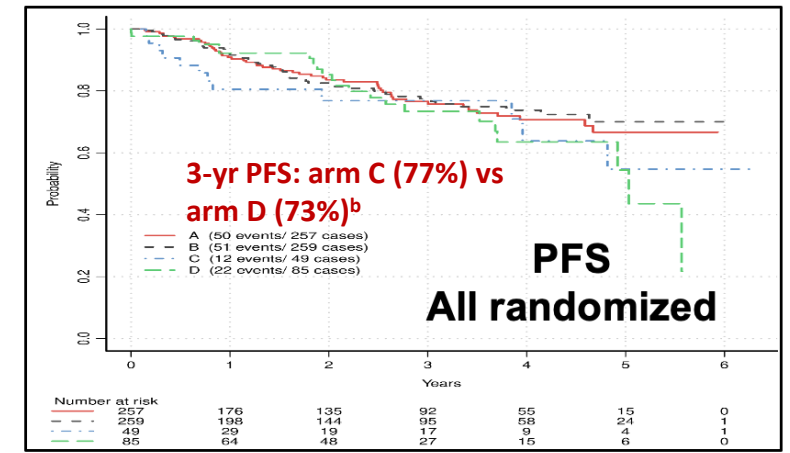 1.0
0.8
0.6
0.4
0.2
0.0
Probability
3-yr PFS: arm C (77%) vs
arm D (73%)b
A (50 events/ 257 cases)
B (51 events/ 259 cases)
C (12 events/ 49 cases)
D (22 events/ 85 cases)
PFS
All randomized
0 1 2 3 4 5 6
Years
Number at risk
257 176 135 92 55 15 0
259 198 144 95 58 24 1
49 29 19 17 9 4 1
85 64 48 27 15 6 0